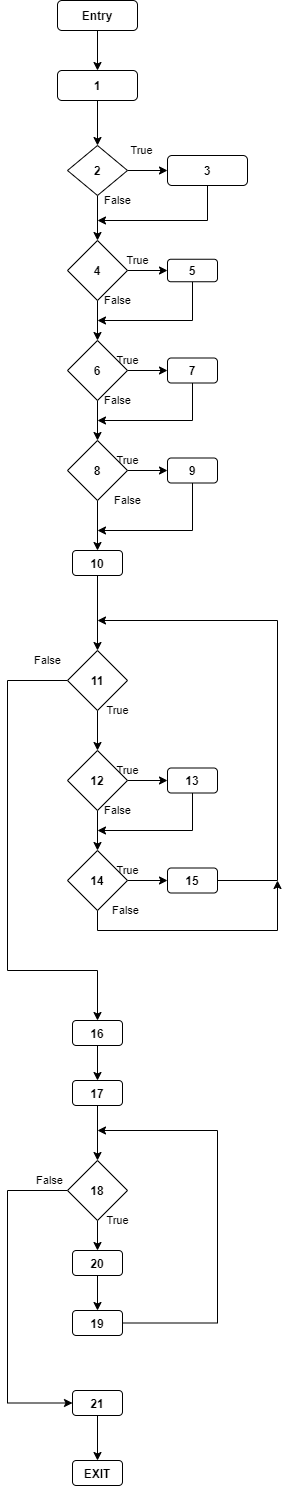 Entry
1
2
True
3
False
4
True
5
False
6
True
7
False
8
True
9
False
10
False
11
True
12
True
13
False
14
True
15
False
16
17
False
18
True
20
19
21
EXIT